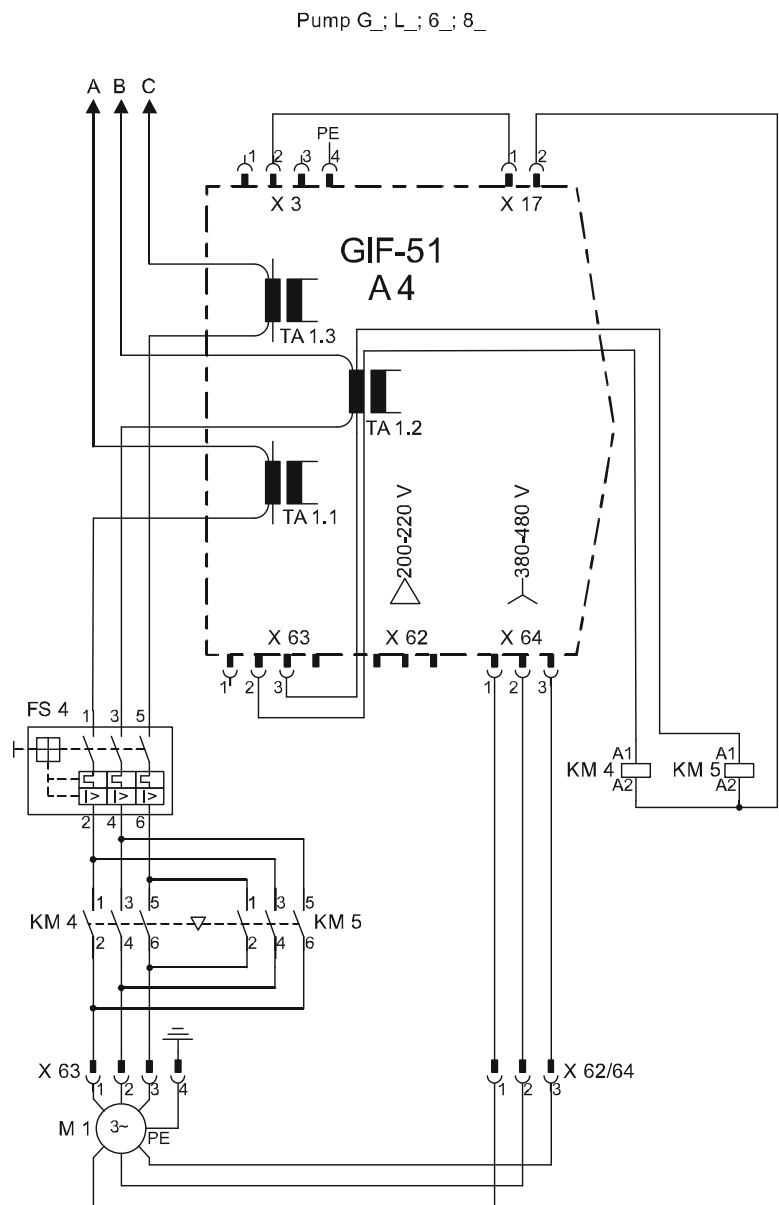 Pump G_; L_; 6_; 8_
A B C
PE
1 2 3 4 1 2
X 3 X 17
GIF-51
A 4
TA 1.3
TA 1.2
TA 1.1
200-220 V 380-480 V
X 63 X 62 X 64
1 2 3 1 2 3
FS 4
1 3 5
I> I> I>
2 4 6
A1 A1
KM 4 KM 5
A2 A2
1 3 5 1 3 5
KM 4 KM 5
2 4 6 2 4 6
X 63 X 62/64
1 2 3 4 1 2 3
M 1 3~ PE